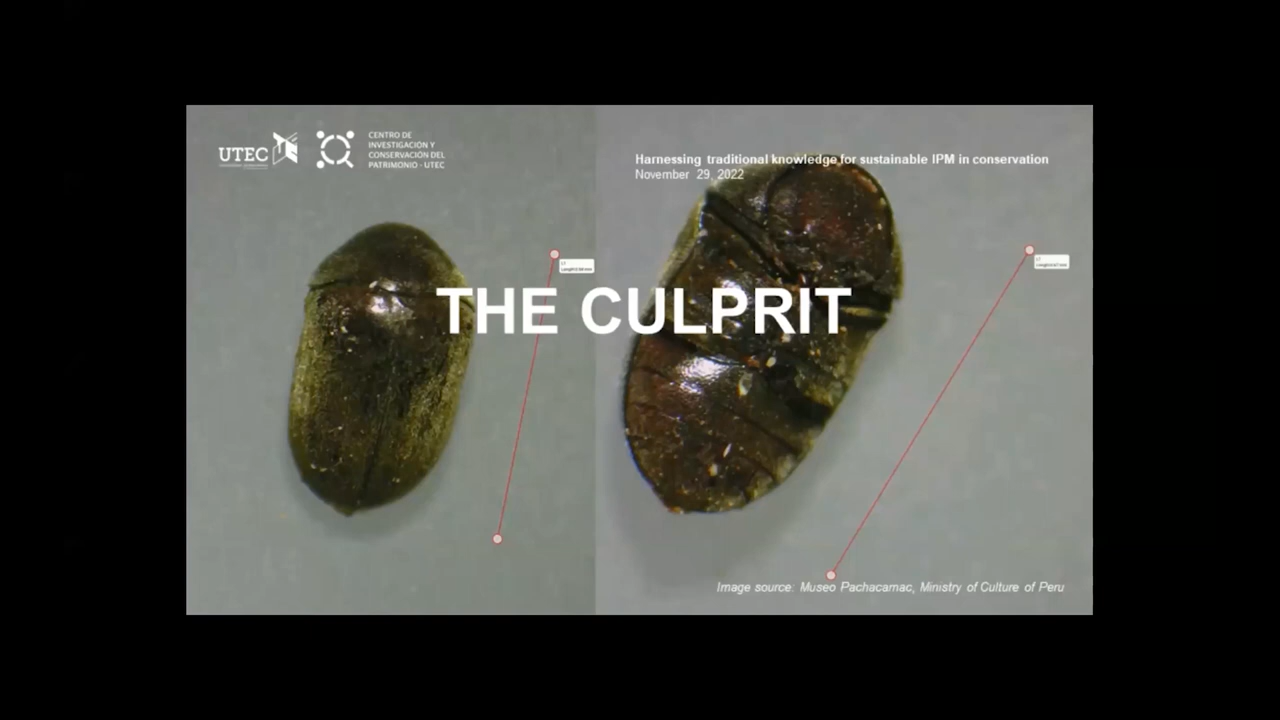 UTEC
CENTRO DE
INVESTIGACIÓN Y
CONSERVACIÓN DEL
PATRIMONIO - UTEC
Harnessing traditional knowledge for sustainable IPM in conservation
November 29, 2022
THE CULPRIT
Image source: Museo Pachacamac, Ministry of Culture of Peru